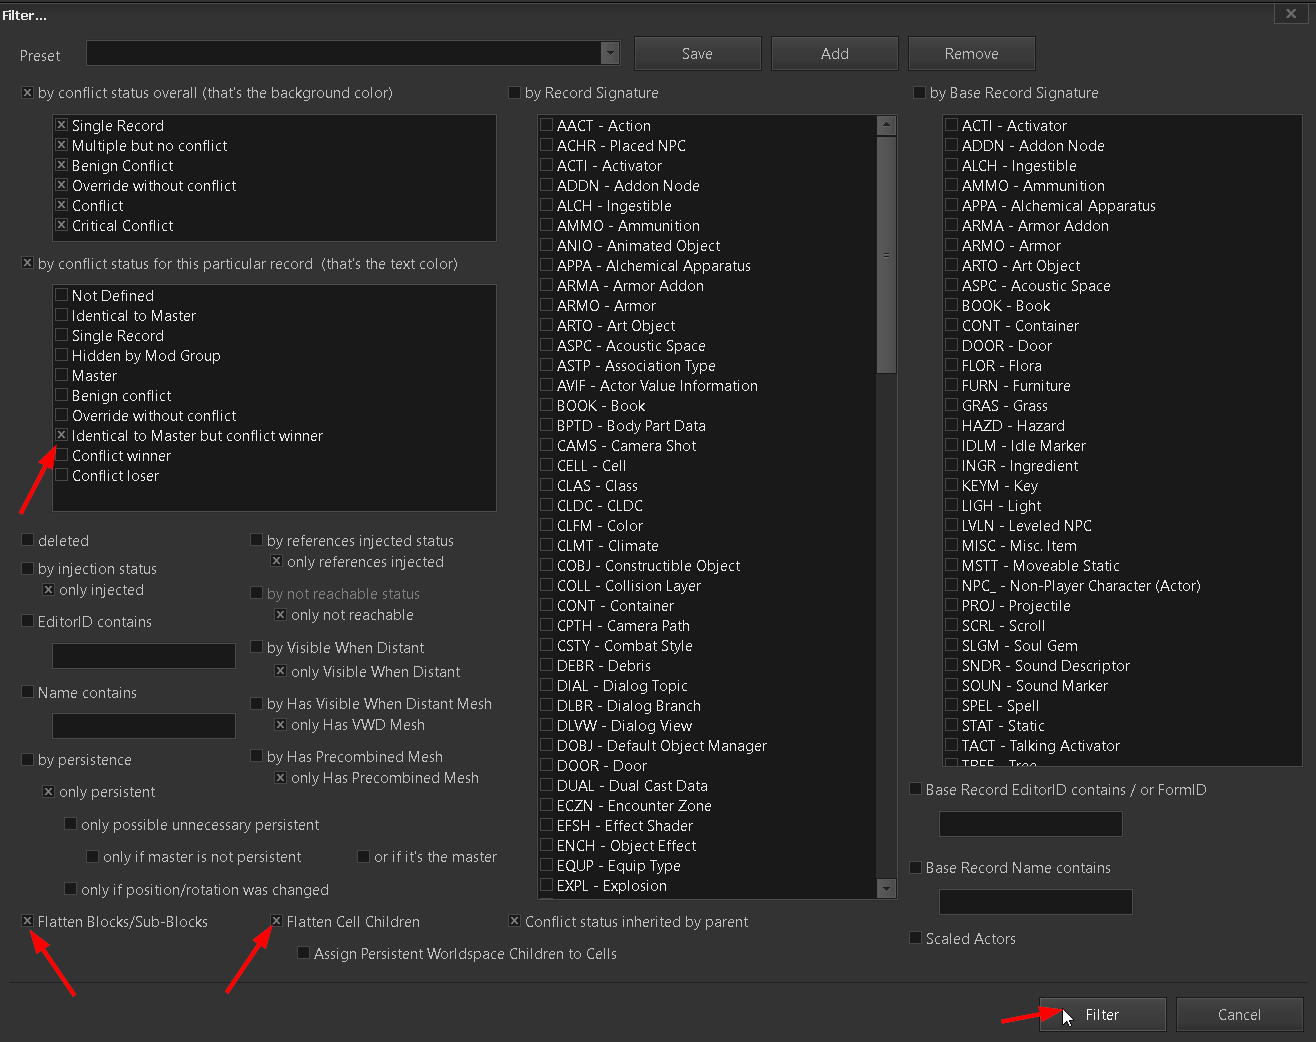 Filter...
Preset
Save
Add
Remove
by conflict status overall (that's the background color)
Single Record
Multiple but no conflict
Benign Conflict
Override without conflict
Conflict
Critical Conflict
by conflict status for this particular record (that's the text color)
Not Defined
Identical to Master
Single Record
Hidden by Mod Group
Master
Benign conflict
Override without conflict
Identical to Master but conflict winner
Conflict winner
Conflict loser
deleted
by injection status
only injected
EditorID contains
Name contains
by persistence
only persistent
only possible unnecessary persistent
only if master is not persistent
or if it's the master
only if position/rotation was changed
by references injected status
only references injected
by not reachable status
only not reachable
by Visible When Distant
only Visible When Distant
by Has Visible When Distant Mesh
only Has VWD Mesh
by Has Precombined Mesh
only Has Precombined Mesh
Flatten Blocks/Sub-Blocks
Flatten Cell Children
Conflict status inherited by parent
Assign Persistent Worldspace Children to Cells
by Record Signature
AACT - Action
ACHR - Placed NPC
ACTI - Activator
ADDN - Addon Node
ALCH - Ingestible
AMMO - Ammunition
ANIO - Animated Object
APPA - Alchemical Apparatus
ARMA - Armor Addon
ARMO - Armor
ARTO - Art Object
ASPC - Acoustic Space
ASTP - Association Type
AVIF - Actor Value Information
BOOK - Book
BPTD - Body Part Data
CAMS - Camera Shot
CELL - Cell
CLAS - Class
CLDC - CLDC
CLFM - Color
CLMT - Climate
COBJ - Constructible Object
COLL - Collision Layer
CONT - Container
CPTH - Camera Path
CSTY - Combat Style
DEBR - Debris
DIAL - Dialog Topic
DLBR - Dialog Branch
DLVW - Dialog View
DOBJ - Default Object Manager
DOOR - Door
DUAL - Dual Cast Data
ECZN - Encounter Zone
EFSH - Effect Shader
ENCH - Object Effect
EQUP - Equip Type
EXPL - Explosion
by Base Record Signature
ACTI - Activator
ADDN - Addon Node
ALCH - Ingestible
AMMO - Ammunition
APPA - Alchemical Apparatus
ARMA - Armor Addon
ARMO - Armor
ARTO - Art Object
ASPC - Acoustic Space
BOOK - Book
CONT - Container
DOOR - Door
FLOR - Flora
FURN - Furniture
GRAS - Grass
HAZD - Hazard
IDLM - Idle Marker
INGR - Ingredient
KEYM - Key
LIGH - Light
LVLN - Leveled NPC
MISC - Misc. Item
MSTT - Moveable Static
NPC_ - Non-Player Character (Actor)
PROJ - Projectile
SCRL - Scroll
SLGM - Soul Gem
SNDR - Sound Descriptor
SOUN - Sound Marker
SPEL - Spell
STAT - Static
TACT - Talking Activator
TREE - Tree
Base Record EditorID contains / or FormID
Base Record Name contains
Scaled Actors
Filter
Cancel